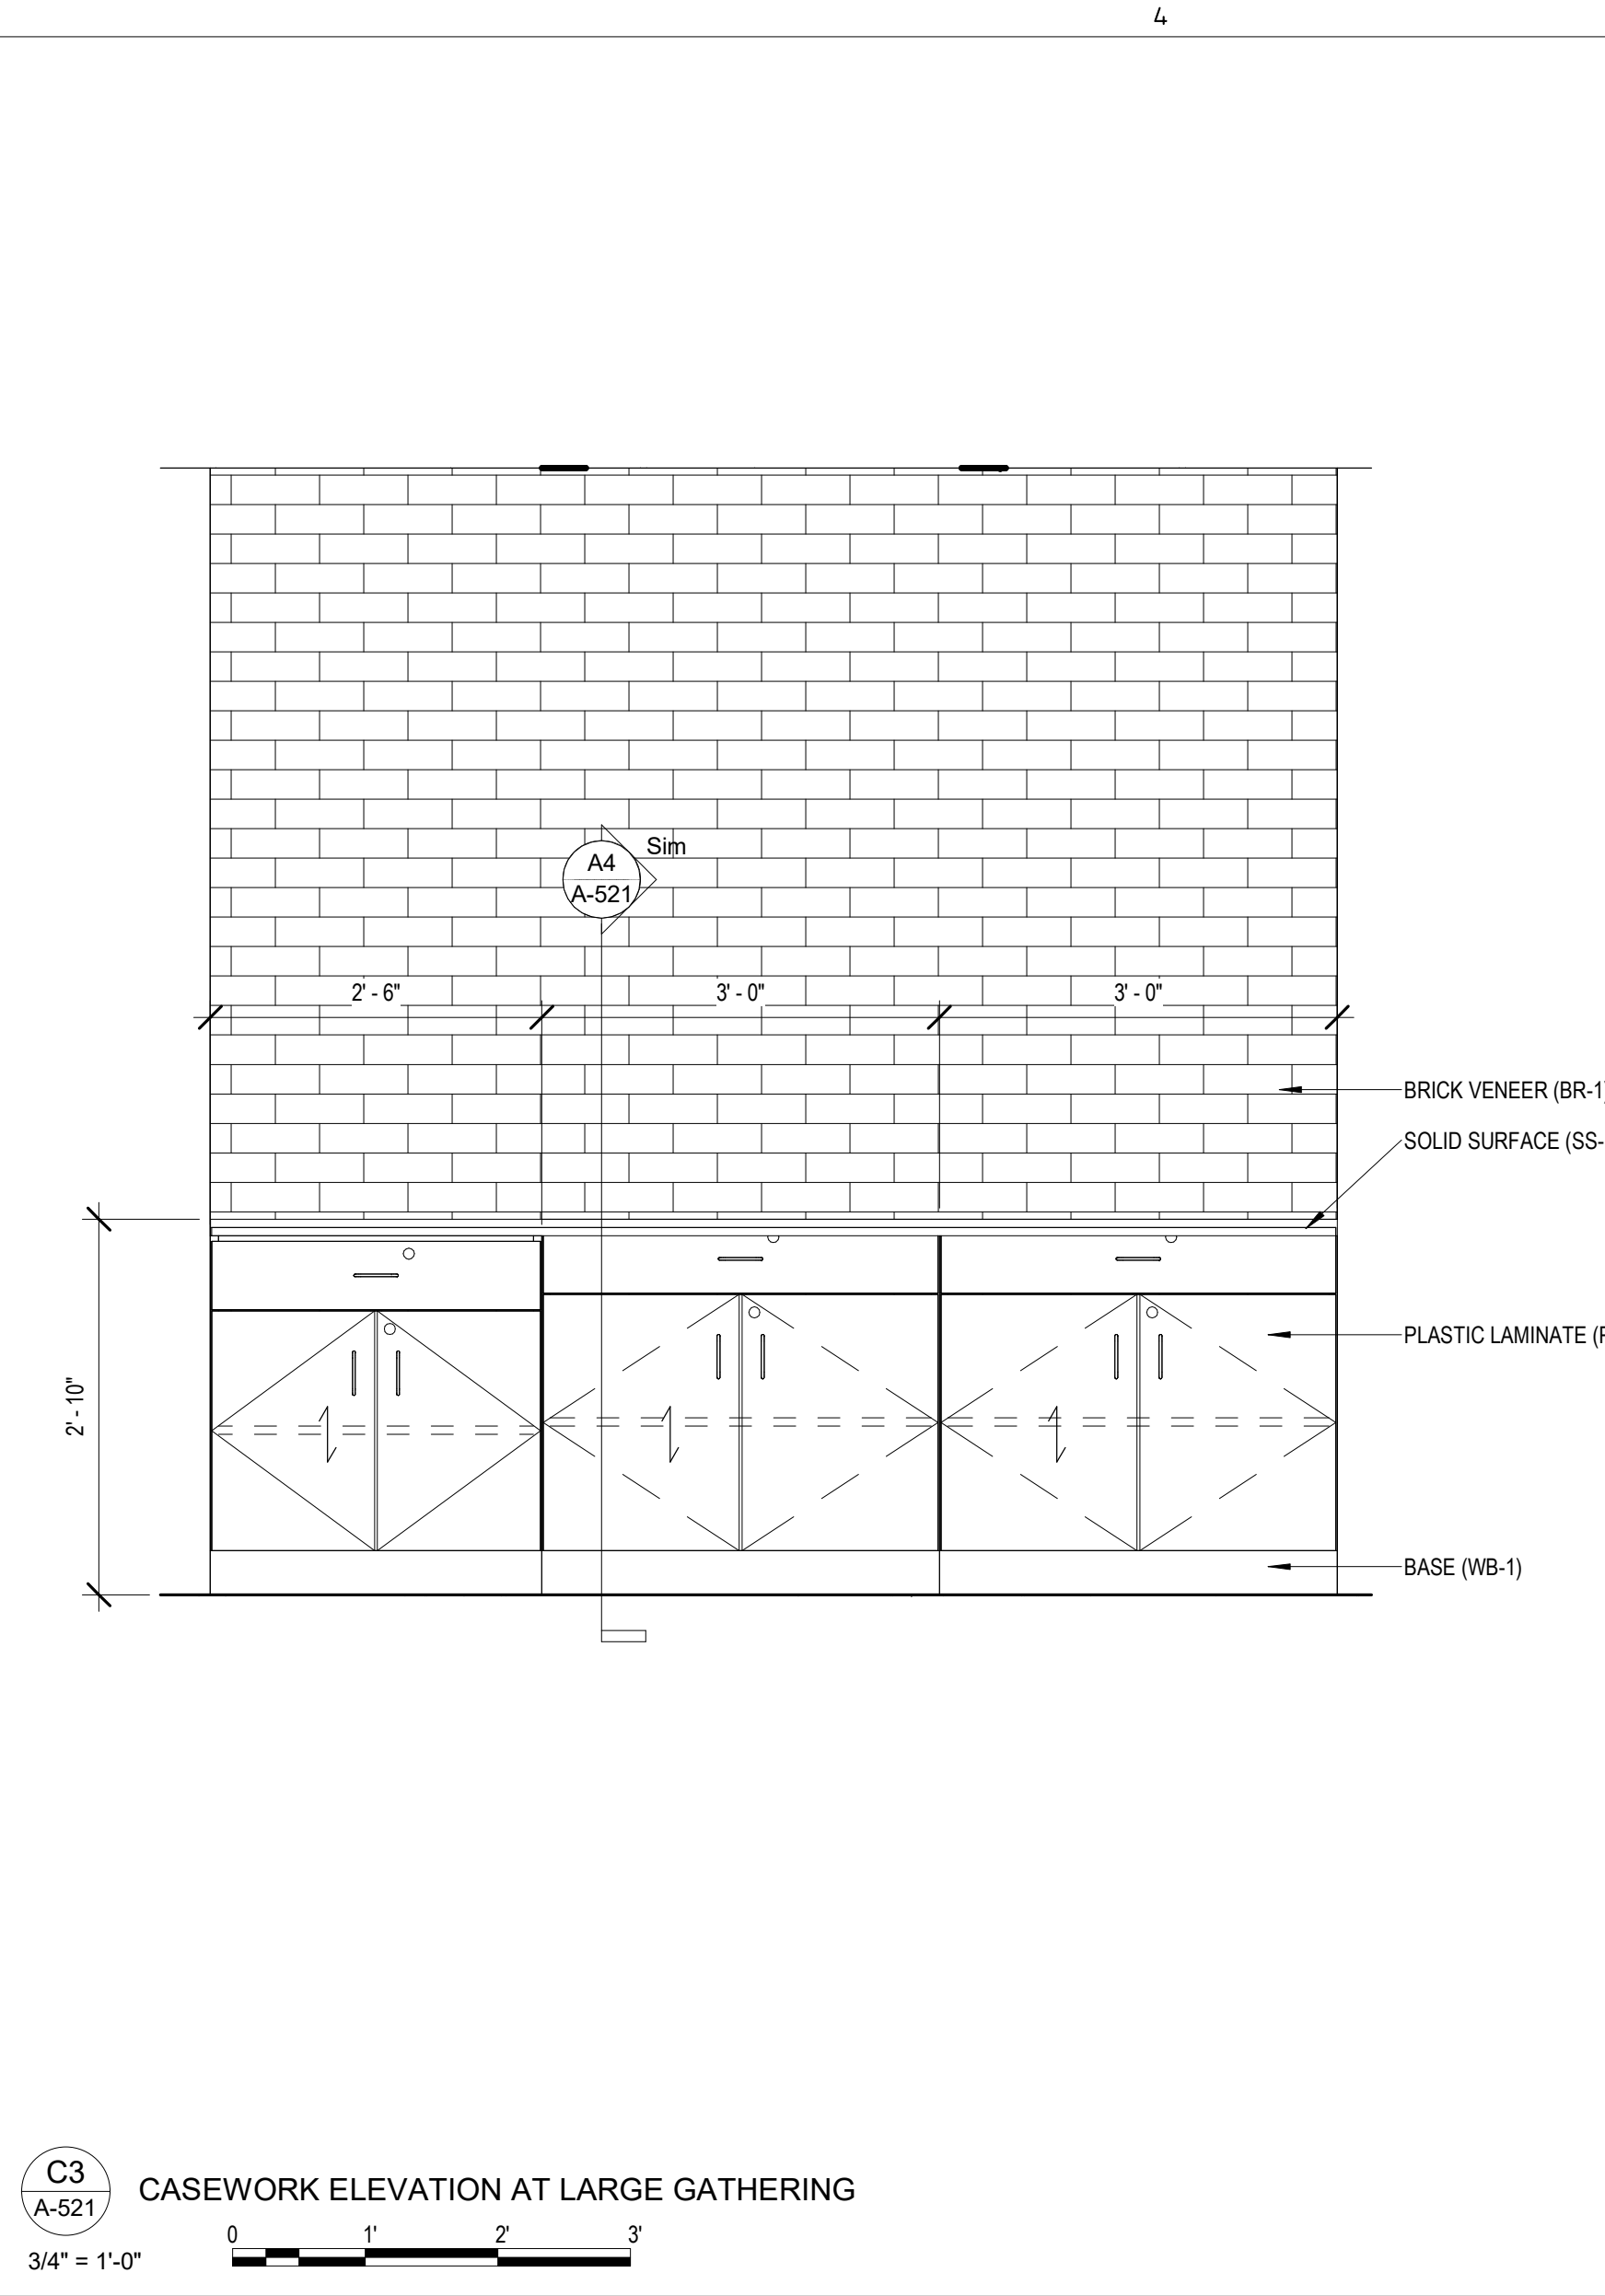 4
A4
A-521
Sim
2' - 6"
3' - 0"
3' - 0"
BRICK VENEER (BR-1)
SOLID SURFACE (SS-
PLASTIC LAMINATE (
2' - 10"
BASE (WB-1)
C3
A-521
CASEWORK ELEVATION AT LARGE GATHERING
0 1' 2' 3'
3/4" = 1'-0"